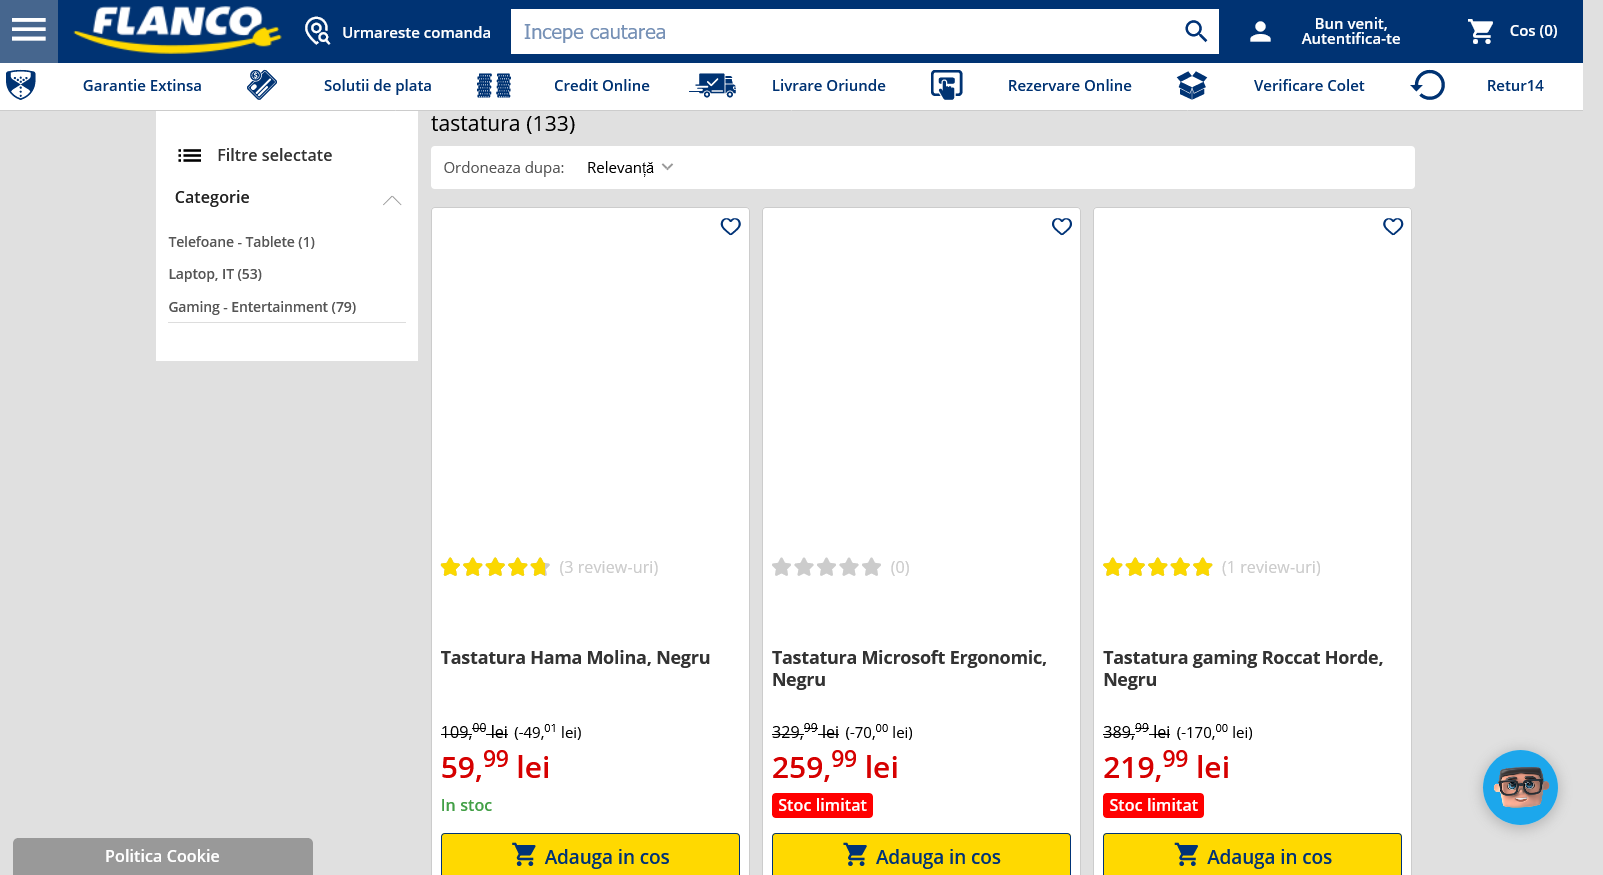 FLANCO
Urmareste comanda
Incepe cautarea
Bun venit,
Autentifica-te
Cos (0)
Garantie Extinsa
Solutii de plata
Credit Online
Livrare Oriunde
Rezervare Online
Verificare Colet
Retur14
tastatura (133)
Filtre selectate
Ordoneaza dupa: Relevanță
Categorie
Telefoane - Tablete (1)
Laptop, IT (53)
Gaming - Entertainment (79)
(3 review-uri)
Tastatura Hama Molina, Negru
109,00 lei (-49,01 lei)
59,99 lei
In stoc
Adauga in cos
(0)
Tastatura Microsoft Ergonomic,
Negru
329,99 lei (-70,00 lei)
259,99 lei
Stoc limitat
Adauga in cos
(1 review-uri)
Tastatura gaming Roccat Horde,
Negru
389,99 lei (-170,00 lei)
219,99 lei
Stoc limitat
Adauga in cos
Politica Cookie